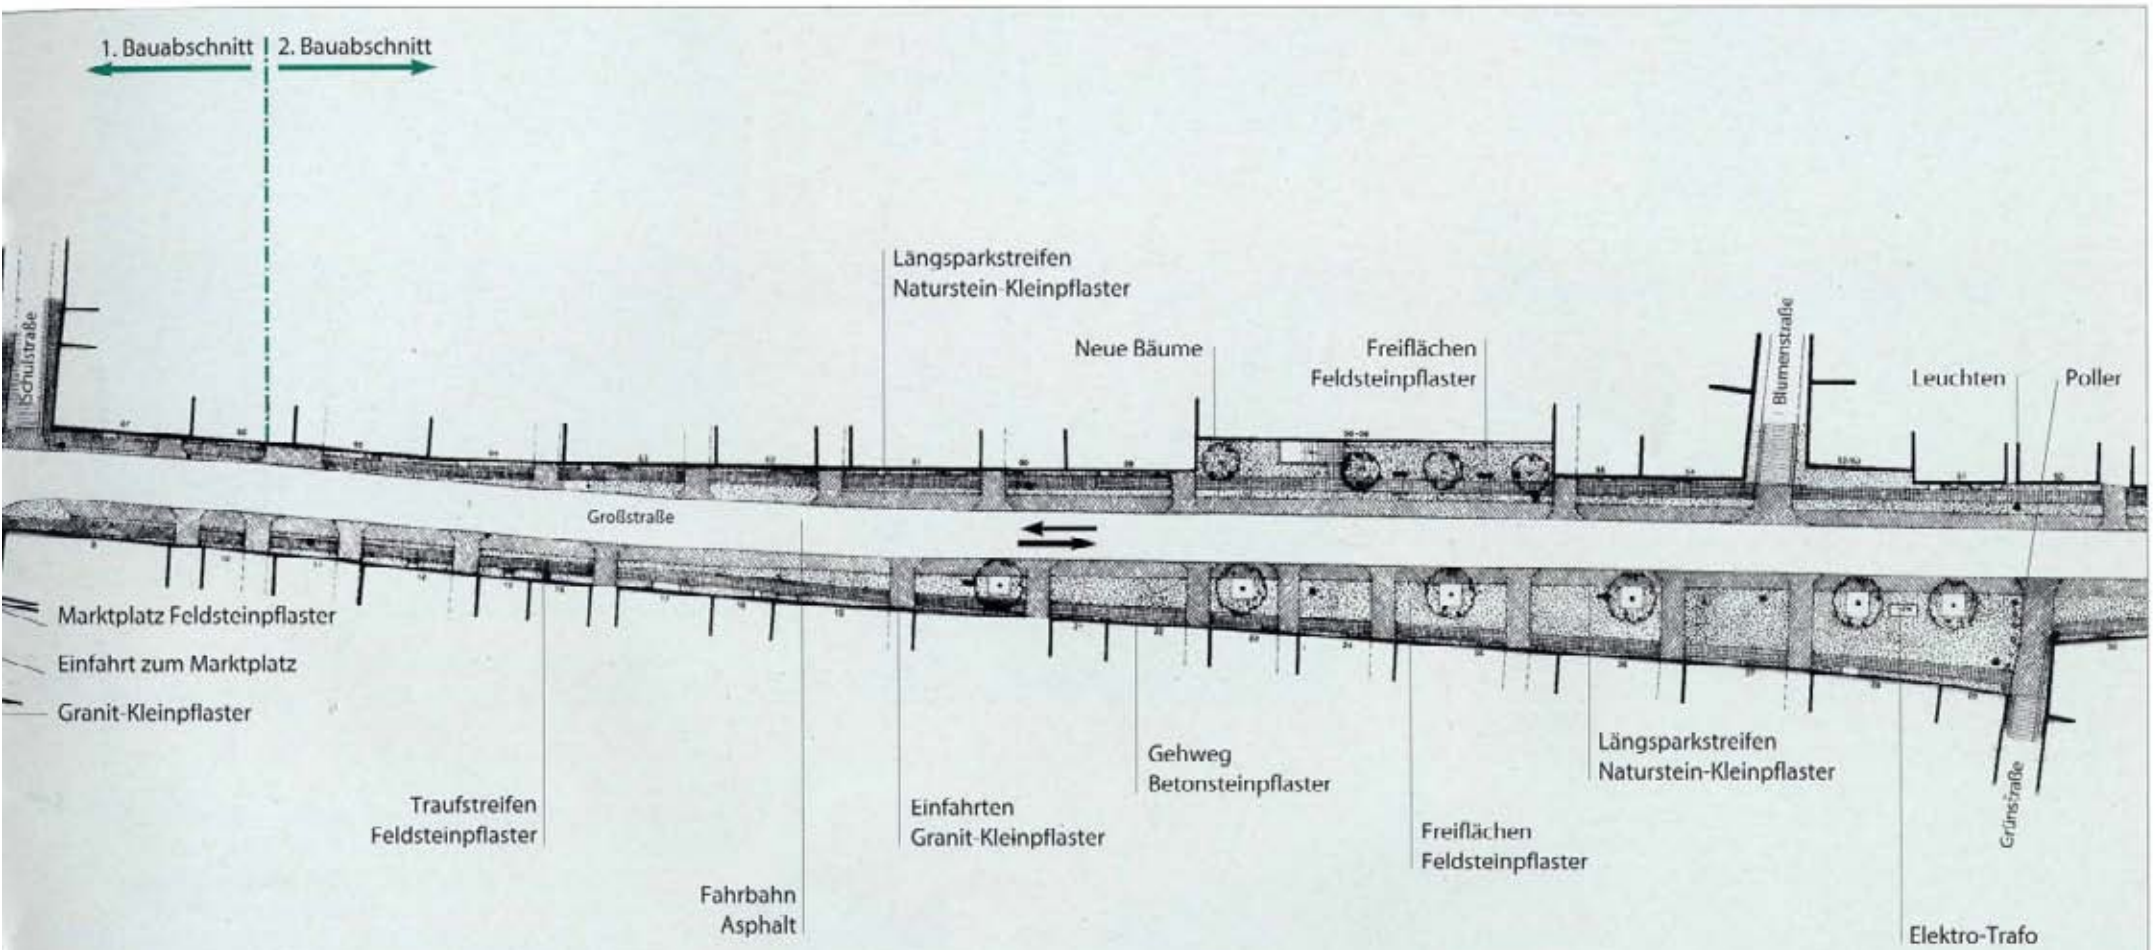 1. Bauabschnitt
2. Bauabschnitt
Schulstraße
Längsparkstreifen
Naturstein-Kleinpflaster
Neue Bäume
Freiflächen
Feldsteinpflaster
Blumenstraße
Leuchten
Poller
Großstraße
Marktplatz Feldsteinpflaster
Einfahrt zum Marktplatz
Granit-Kleinpflaster
Traufstreifen
Feldsteinpflaster
Fahrbahn
Asphalt
Einfahrten
Granit-Kleinpflaster
Gehweg
Betonsteinpflaster
Freiflächen
Feldsteinpflaster
Längsparkstreifen
Naturstein-Kleinpflaster
Grünstraße
Elektro-Trafo